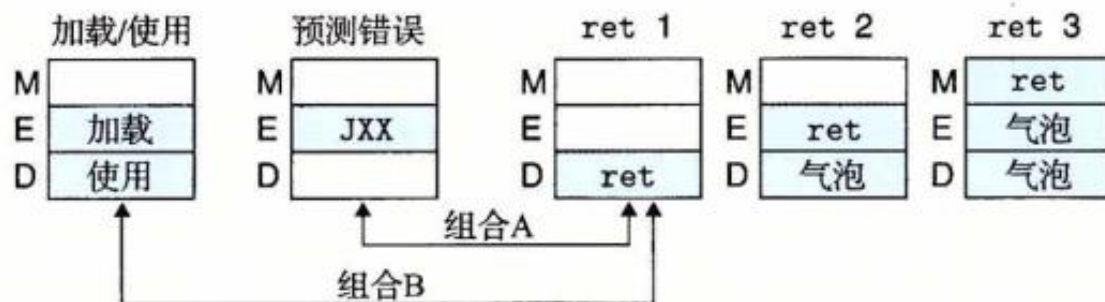 加载/使用 预测错误 ret 1 ret 2 ret 3
M M M M M ret
E 加载 E JXX E E ret E 气泡
D 使用 D D ret D 气泡 D 气泡
组合A
组合B